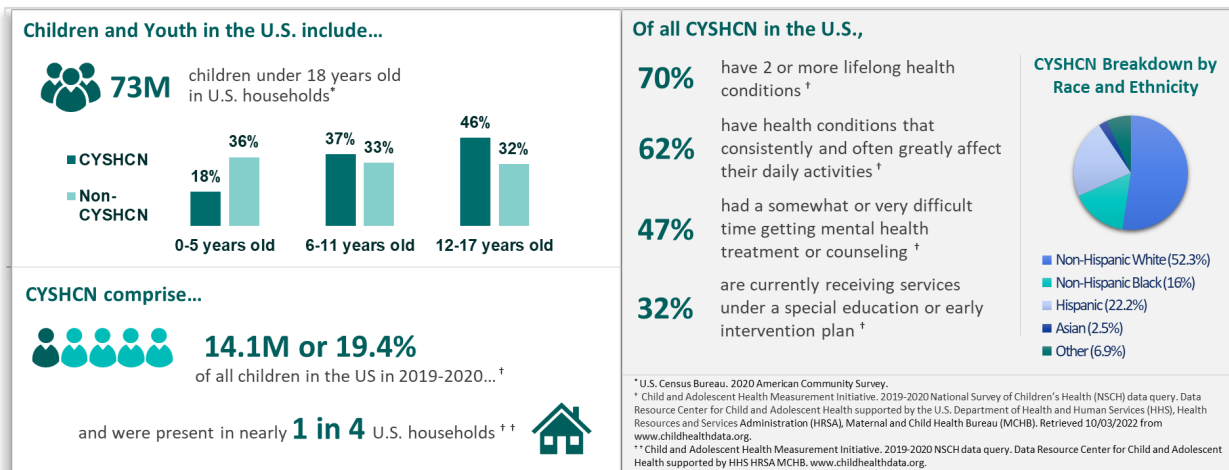 Children and Youth in the U.S. include...
73M
children under 18 years old
in U.S. households*
CYSHCN
Non-
CYSHCN
18%
36%
37%
33%
46%
32%
0-5 years old
6-11 years old
12-17 years old
CYSHCN comprise...
14.1M or 19.4%
of all children in the US in 2019-2020... †
and were present in nearly 1 in 4 U.S. households ††
Of all CYSHCN in the U.S.,
70%
have 2 or more lifelong health
conditions †
62%
have health conditions that
consistently and often greatly affect
their daily activities †
47%
had a somewhat or very difficult
time getting mental health
treatment or counseling †
32%
are currently receiving services
under a special education or early
intervention plan †
CYSHCN Breakdown by
Race and Ethnicity
Non-Hispanic White (52.3%)
Non-Hispanic Black (16%)
Hispanic (22.2%)
Asian (2.5%)
Other (6.9%)
* U.S. Census Bureau. 2020 American Community Survey.
† Child and Adolescent Health Measurement Initiative. 2019-2020 National Survey of Children's Health (NSCH) data query. Data
Resource Center for Child and Adolescent Health supported by the U.S. Department of Health and Human Services (HHS), Health
Resources and Services Administration (HRSA), Maternal and Child Health Bureau (MCHB). Retrieved 10/03/2022 from
www.childhealthdata.org.
†† Child and Adolescent Health Measurement Initiative. 2019-2020 NSCH data query. Data Resource Center for Child and Adolescent
Health supported by HHS HRSA MCHB. www.childhealthdata.org.